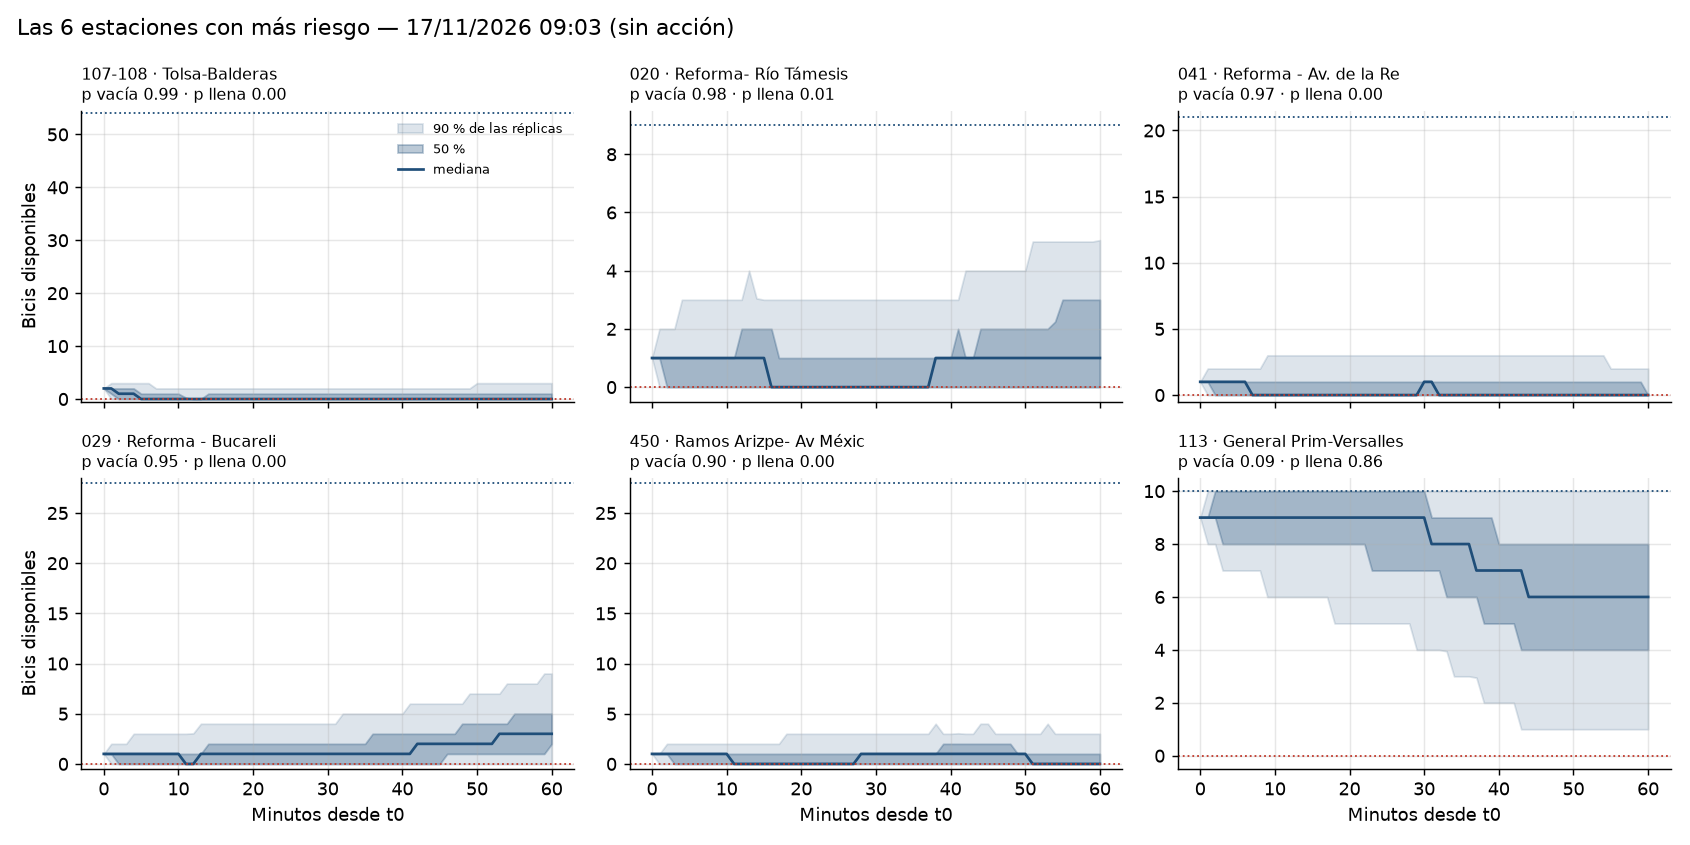 Las 6 estaciones con más riesgo — 17/11/2026 09:03 (sin acción)
107-108 · Tolsa-Balderas
p vacía 0.99 · p llena 0.00
020 · Reforma- Río Támesis
p vacía 0.98 · p llena 0.01
041 · Reforma - Av. de la Re
p vacía 0.97 · p llena 0.00
Bicis disponibles
50
40
30
20
10
0
90 % de las réplicas
50 %
mediana
8
6
4
2
0
20
15
10
5
0
029 · Reforma - Bucareli
p vacía 0.95 · p llena 0.00
450 · Ramos Arizpe- Av Méxic
p vacía 0.90 · p llena 0.00
113 · General Prim-Versalles
p vacía 0.09 · p llena 0.86
Bicis disponibles
25
20
15
10
5
0
25
20
15
10
5
0
10
8
6
4
2
0
0 10 20 30 40 50 60
0 10 20 30 40 50 60
0 10 20 30 40 50 60
Minutos desde t0
Minutos desde t0
Minutos desde t0